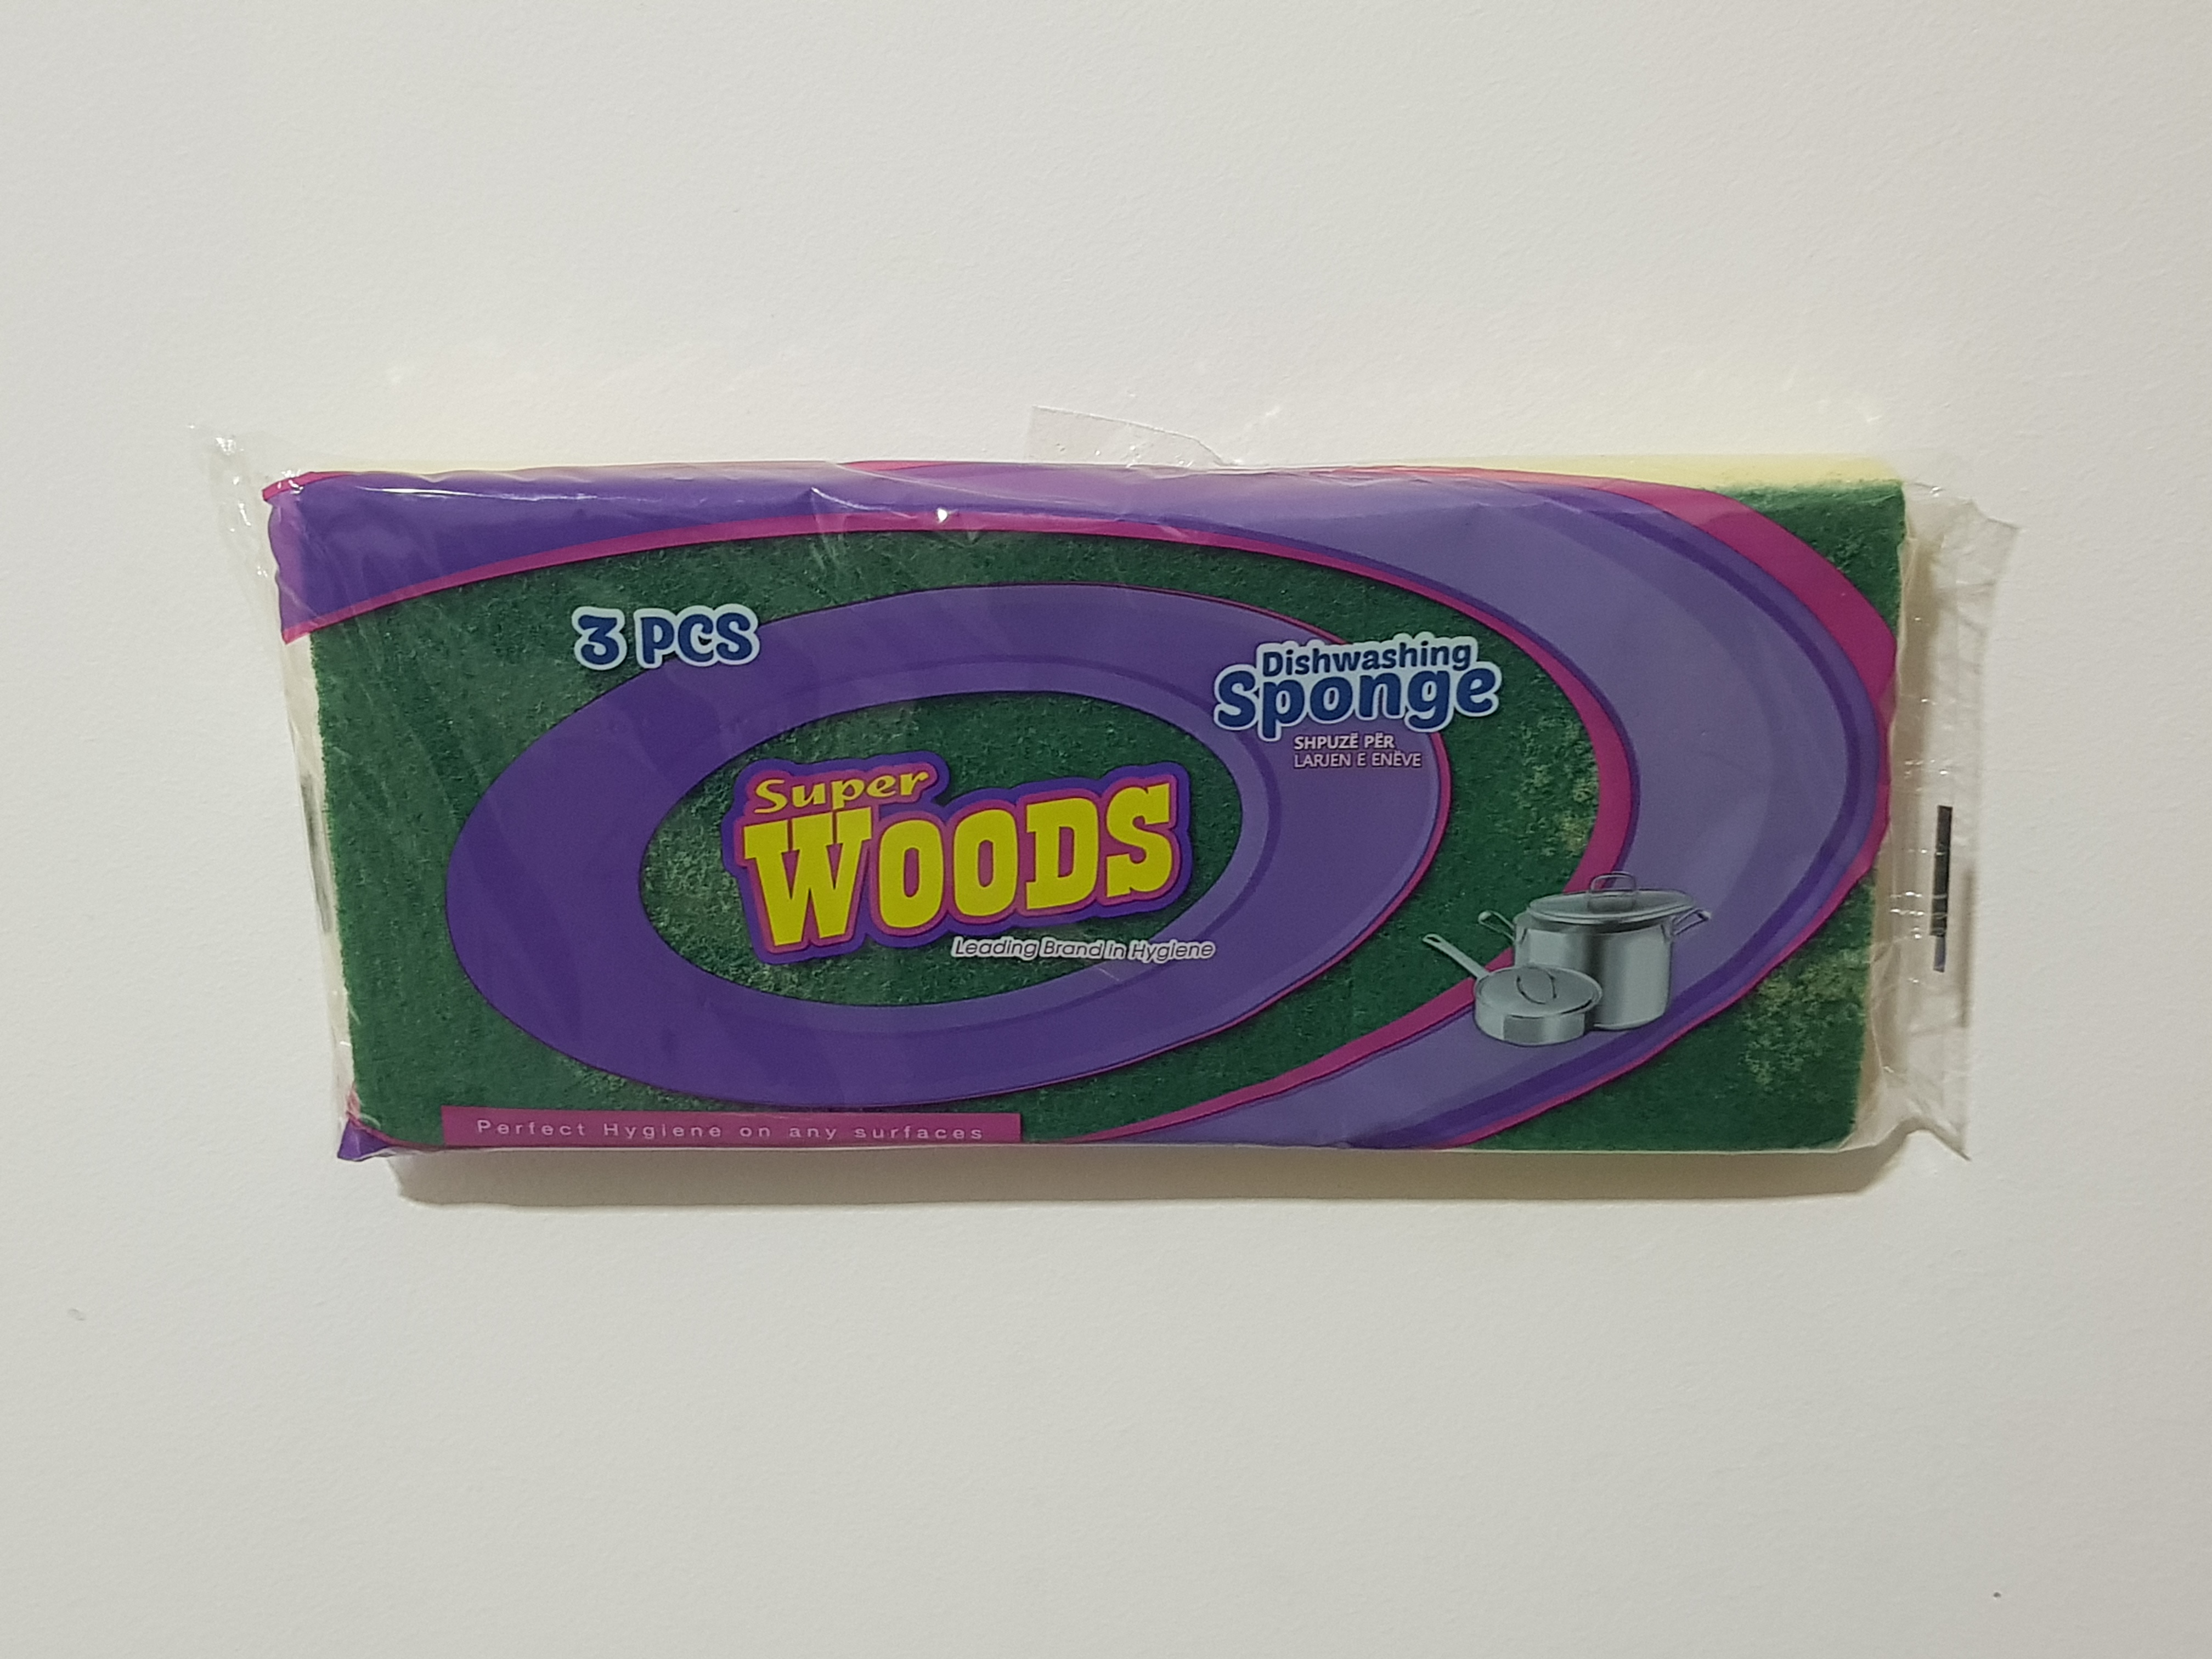 3 PCS
Dishwashing
Sponge
SHPUZË PËR
LARJEN E ENËVE
Super
WOODS
Leading Brand In Hygiene
Perfect Hygiene on any surfaces